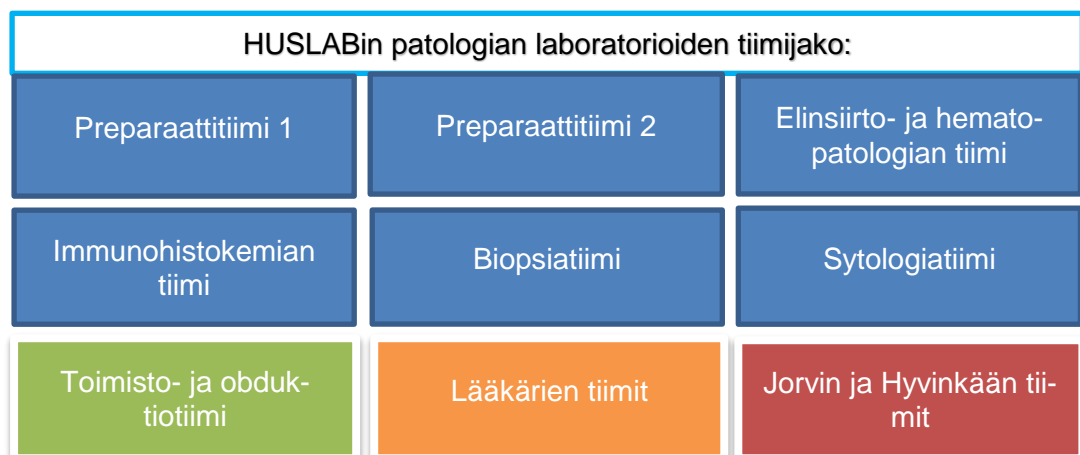 HUSLABin patologian laboratorioiden tiimijako:
Preparaattitiimi 1
Preparaattitiimi 2
Elinsiirto- ja hemato-
patologian tiimi
Immunohistokemian
tiimi
Biopsiatiimi
Sytologiatiimi
Toimisto- ja obduk-
tiotiimi
Lääkärien tiimit
Jorvin ja Hyvinkään tii-
mit